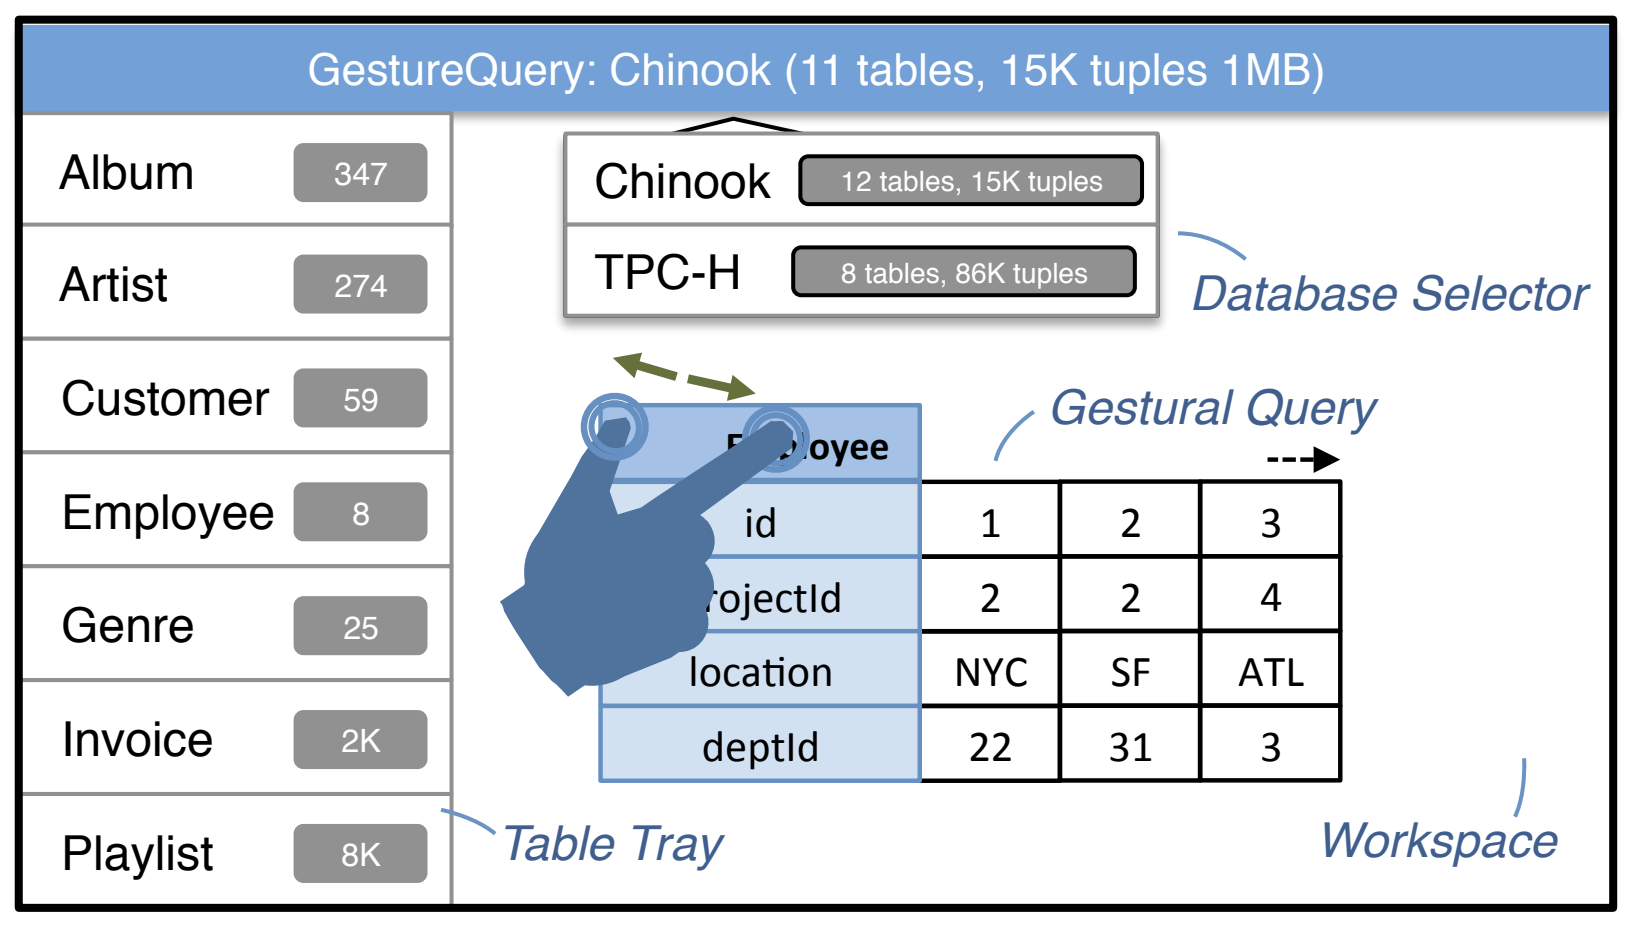 GestureQuery: Chinook (11 tables, 15K tuples 1MB)
Album 347
Artist 274
Customer 59
Employee 8
Genre 25
Invoice 2K
Playlist 8K
Table Tray
Chinook 12 tables, 15K tuples
TPC-H 8 tables, 86K tuples
Database Selector
Gestural Query
id 1 2 3
2 2 4
location NYC SF ATL
deptId 22 31 3
Workspace